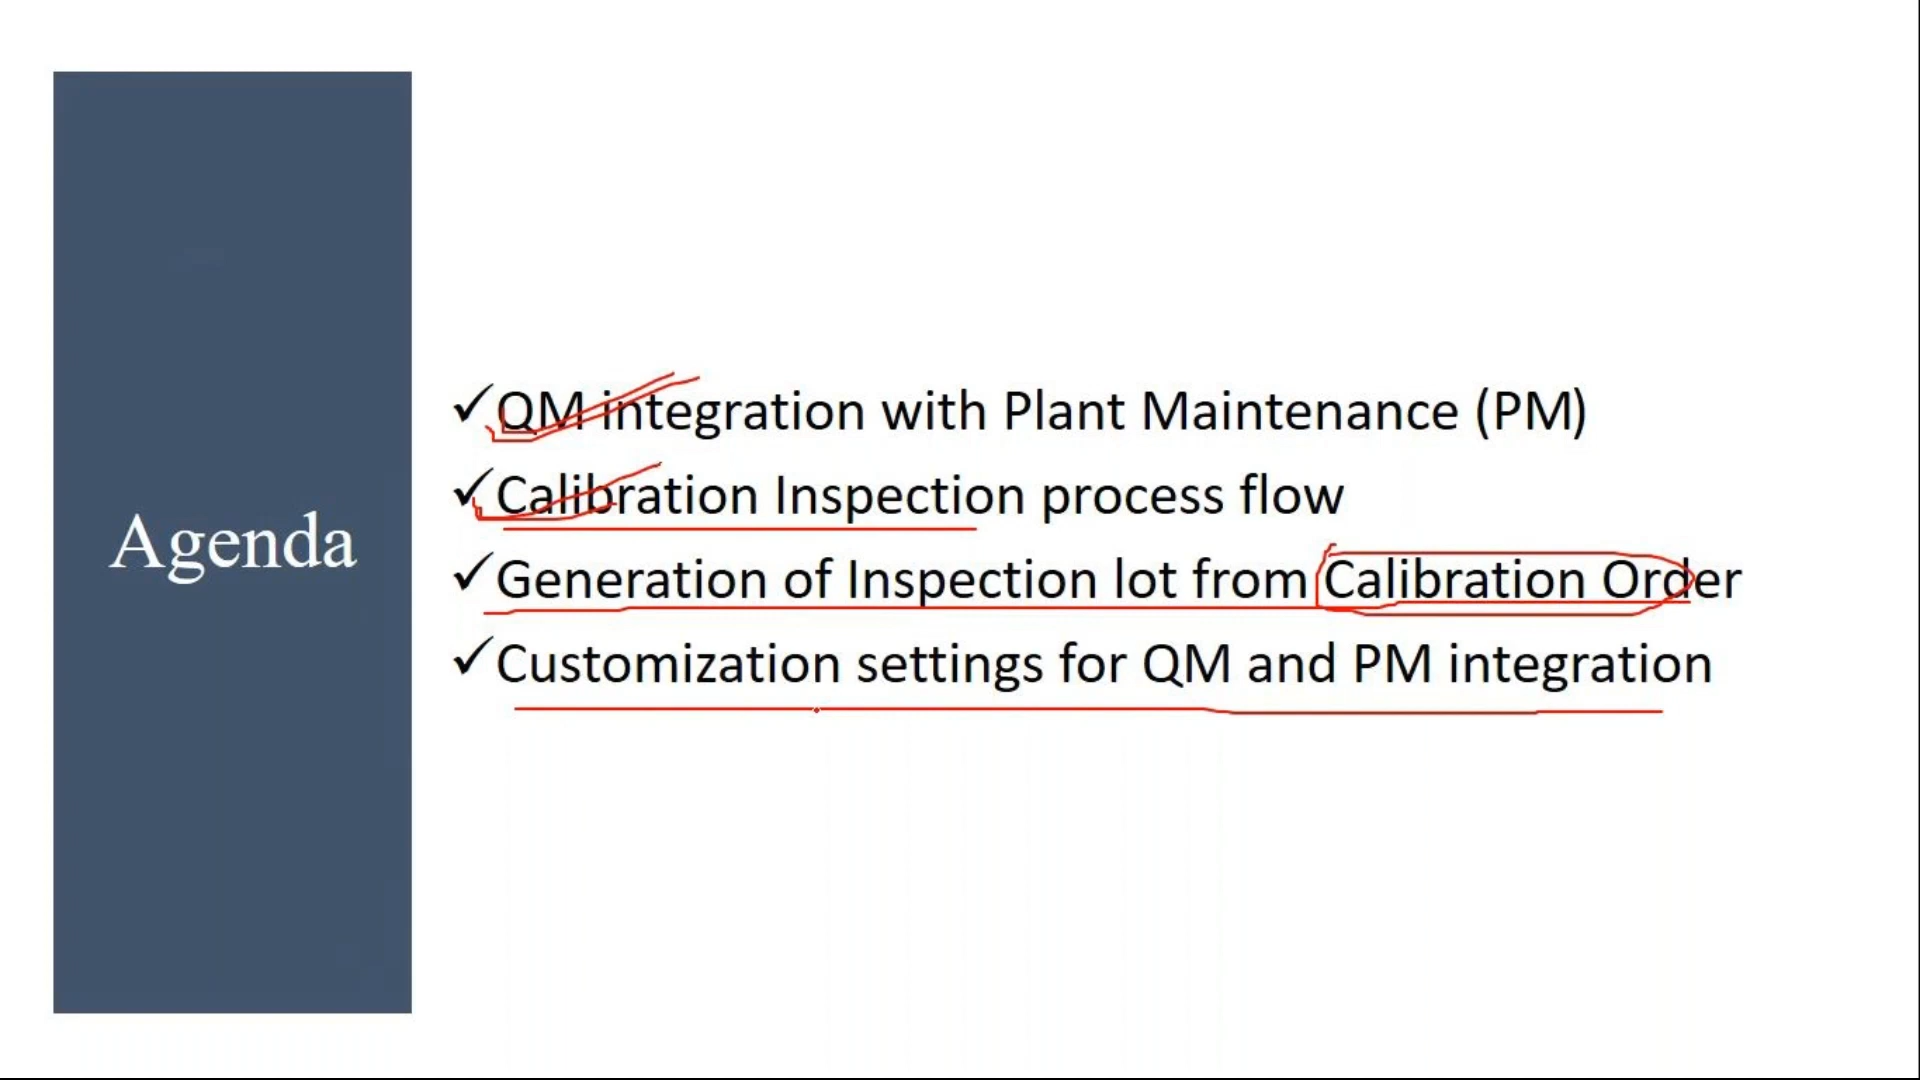 Agenda
✓QM integration with Plant Maintenance (PM)
✓Calibration Inspection process flow
✓Generation of Inspection lot from Calibration Order
✓Customization settings for QM and PM integration